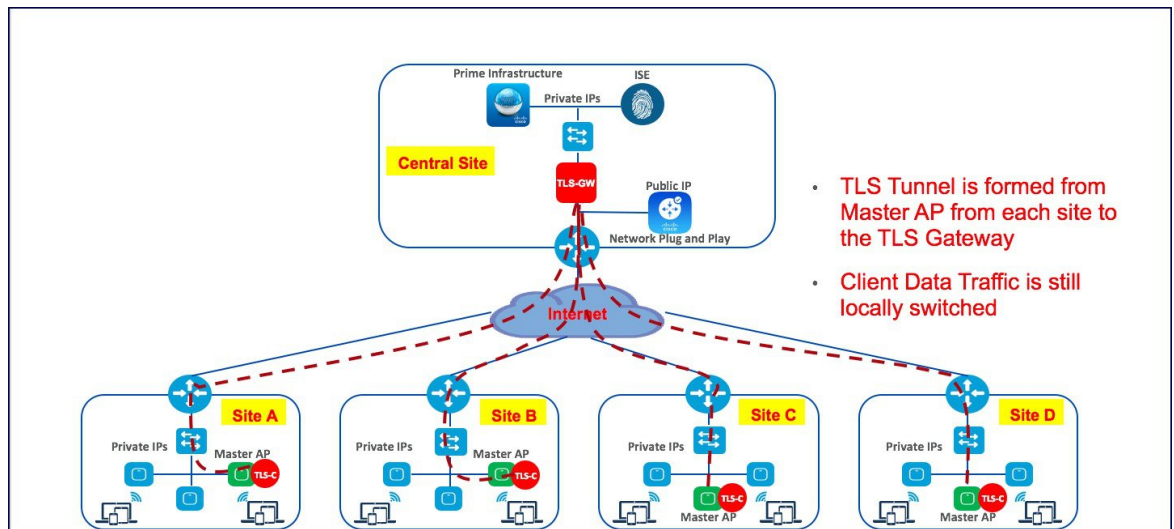 Prime Infrastructure
ISE
Private IPs
CISCO
Central Site
TLS-GW
Public IP
CISCO
Network Plug and Play
• TLS Tunnel is formed from
Master AP from each site to
the TLS Gateway
• Client Data Traffic is still
locally switched
Internet
Site A
Private IPs
Master AP
TLS-C
Site B
Private IPs
Master AP
TLS-C
Site C
Private IPs
TLS-C
Master AP
Site D
Private IPs
TLS-C
Master AP